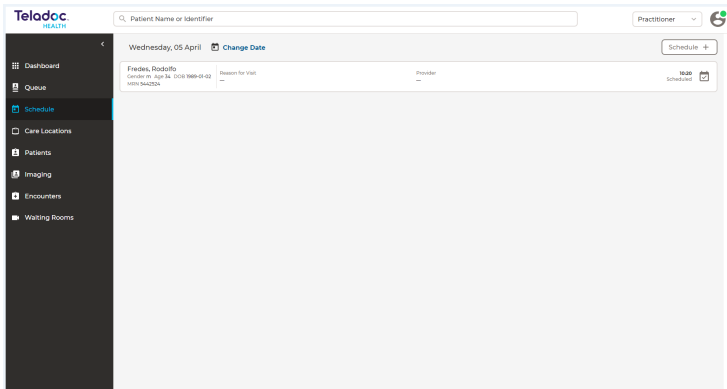 Teladoc
HEALTH
Patient Name or Identifier
Practitioner
Wednesday, 05 April
Change Date
Schedule +
Dashboard
Queue
Schedule
Care Locations
Patients
Imaging
Encounters
Waiting Rooms
Fredes, Rodolfo
Gender m Age 34 DOB 1989-01-02
MRN 5442524
Reason for Visit
—
Provider
—
10:20
Scheduled